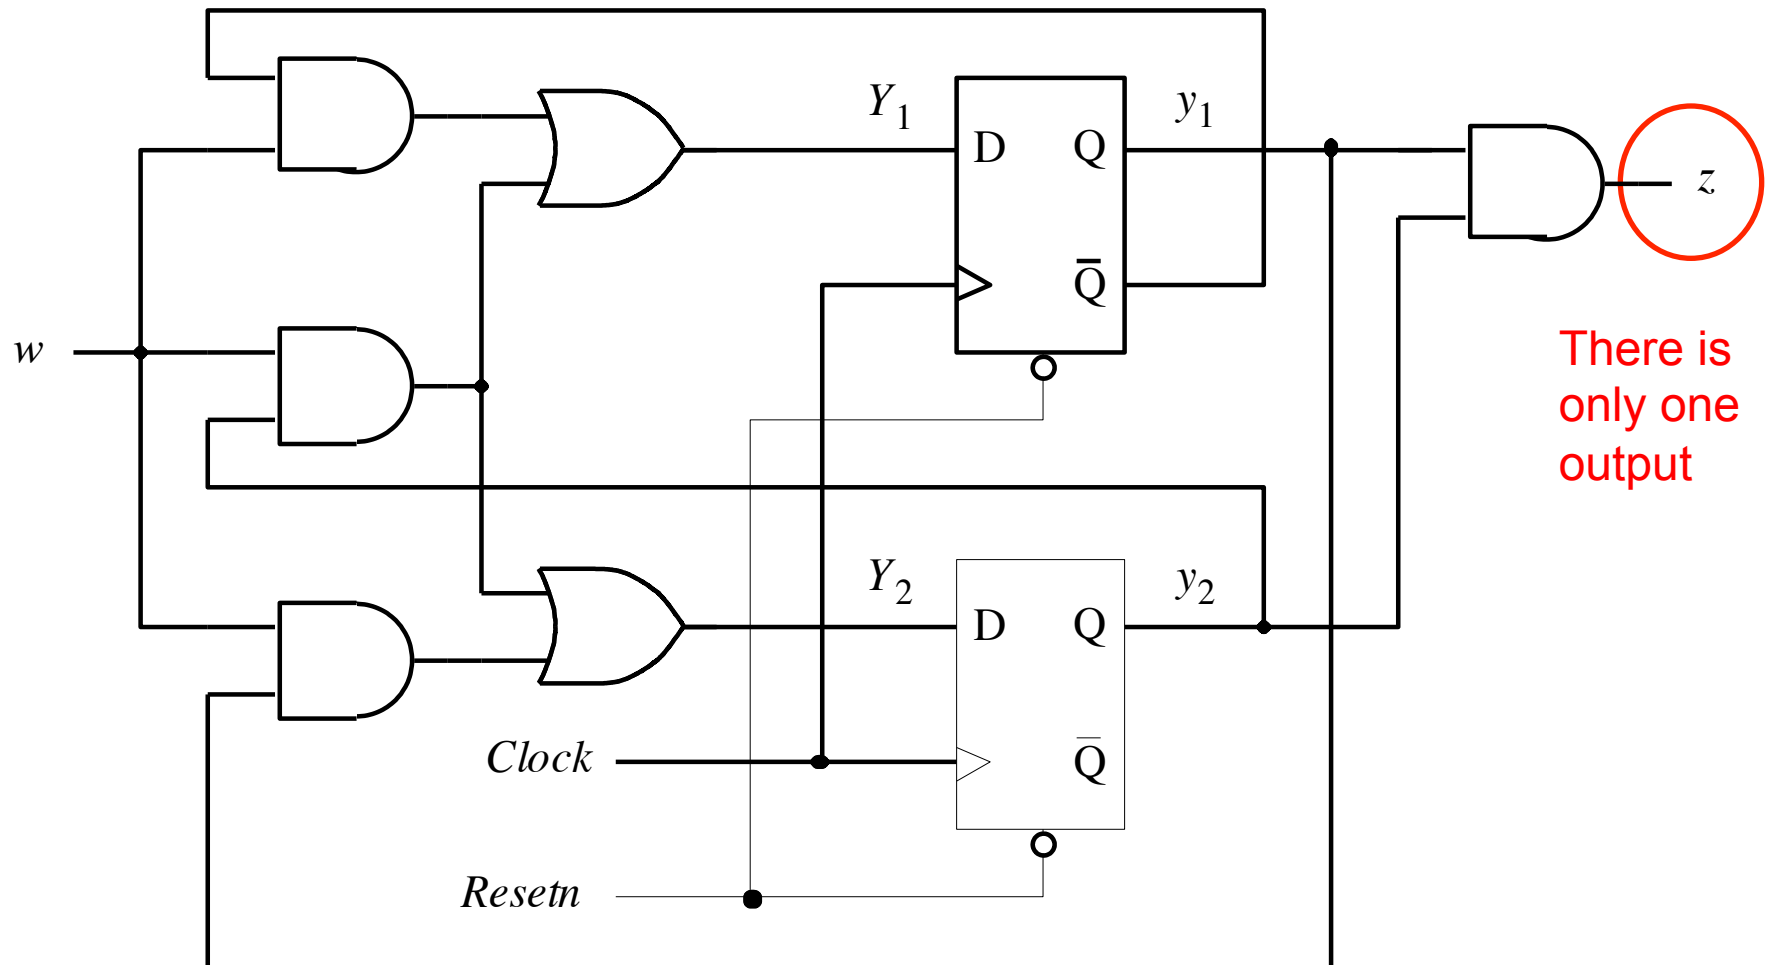 Y1 y1
D Q
z
Q̅
w
There is
only one
output
Y2 y2
D Q
Clock
Q̅
Resetn